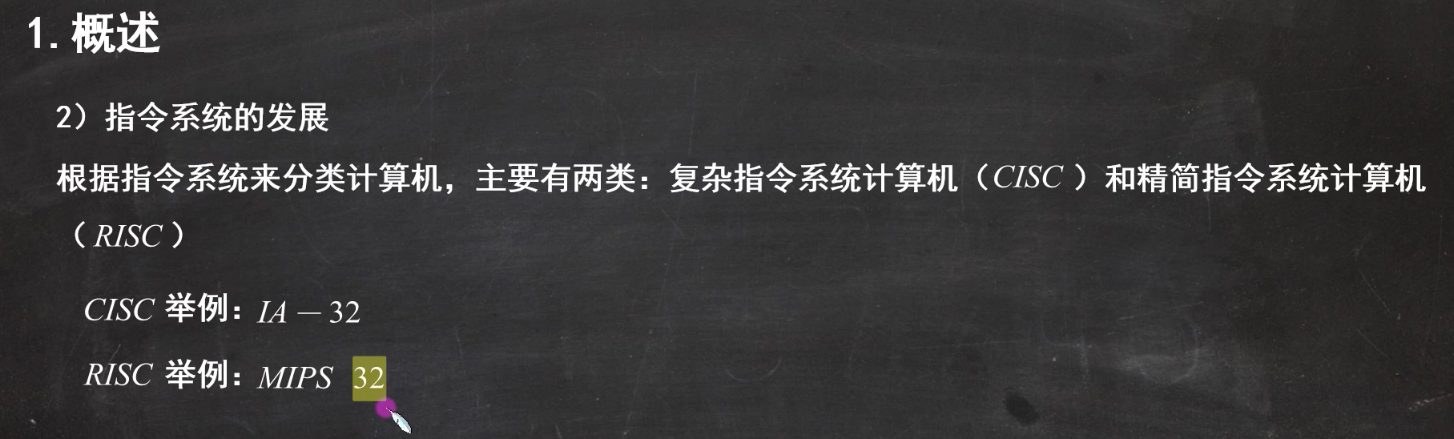 1.概述
2）指令系统的发展
根据指令系统来分类计算机，主要有两类：复杂指令系统计算机（CISC）和精简指令系统计算机
（RISC）
CISC 举例：IA－32
RISC 举例：MIPS 32